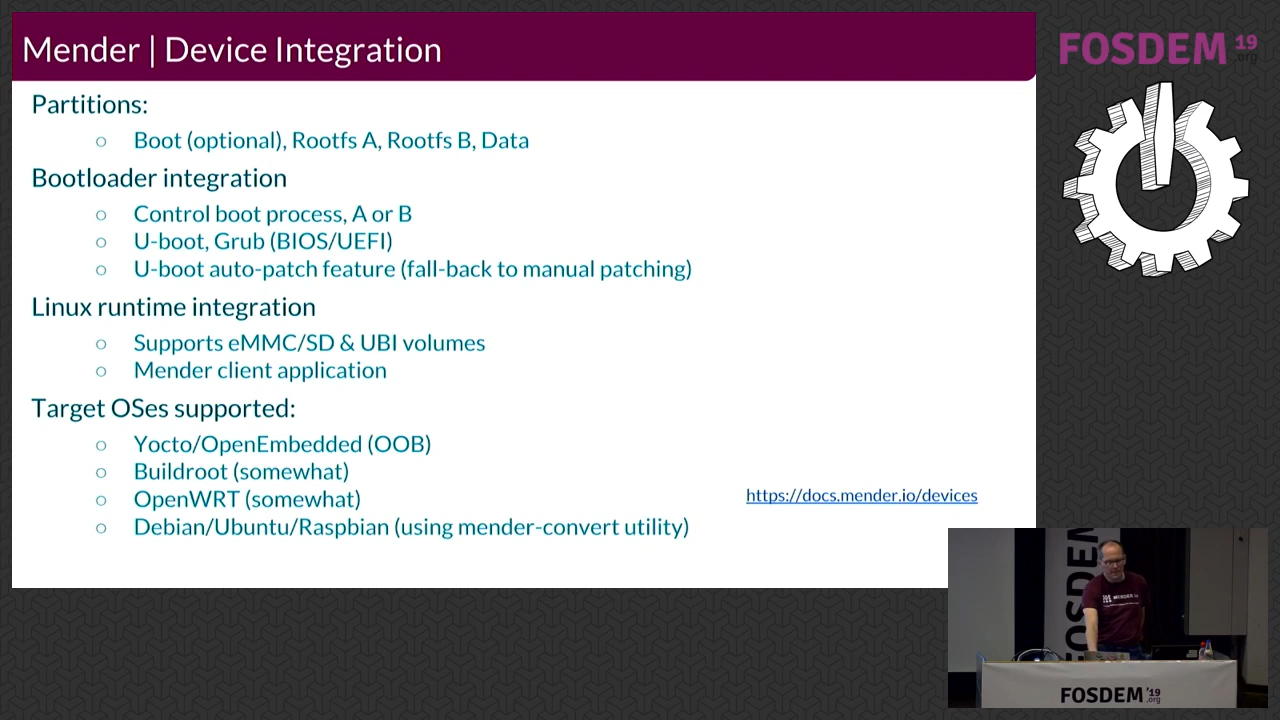 Mender | Device Integration
FOSDEM 19
.org
Partitions:
Boot (optional), Rootfs A, Rootfs B, Data
Bootloader integration
Control boot process, A or B
U-boot, Grub (BIOS/UEFI)
U-boot auto-patch feature (fall-back to manual patching)
Linux runtime integration
Supports eMMC/SD & UBI volumes
Mender client application
Target OSes supported:
Yocto/OpenEmbedded (OOB)
Buildroot (somewhat)
OpenWRT (somewhat)
https://docs.mender.io/devices
Debian/Ubuntu/Raspbian (using mender-convert utility)
FOSDEM
FOSDEM '19
.org